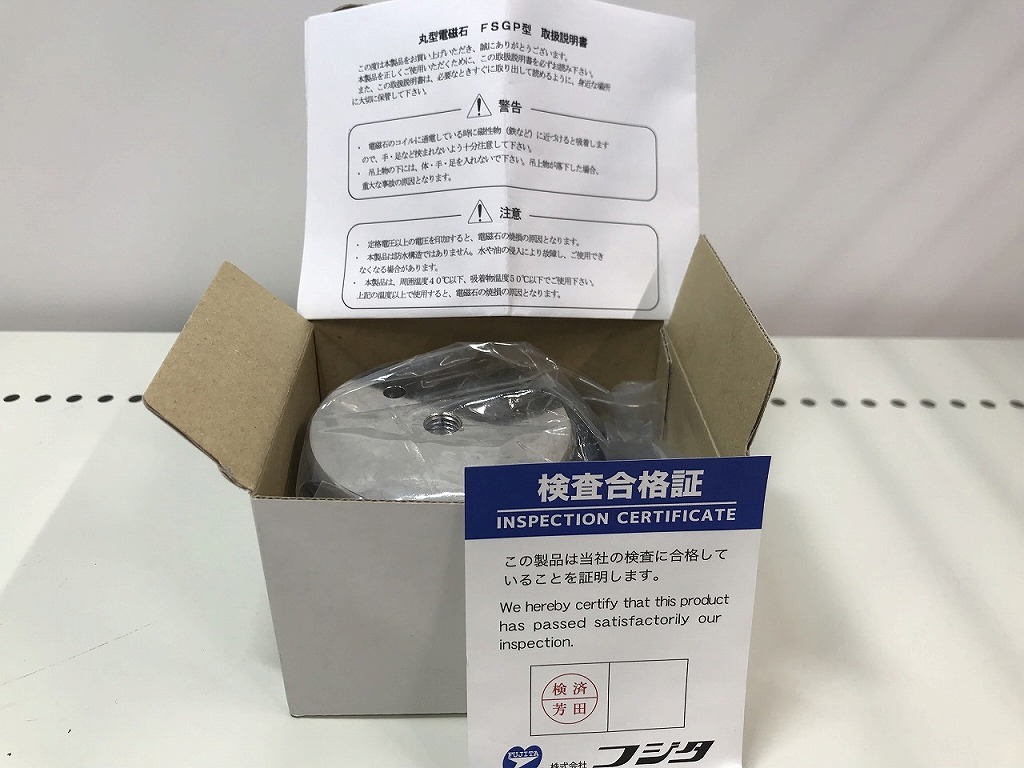 丸型電磁石 FSGP型 取扱説明書
この度は本製品をお買い上げいただき、誠にありがとうございます。
本製品を正しくご使用いただくために、この取扱説明書を必ずお読み下さい。
また、この取扱説明書は、必要なときすぐに取り出して読めるように、身近な場所
に大切に保管して下さい。
警告
・ 電磁石のコイルに通電している時に磁性物（鉄など）に近づけると吸着します
ので、手・足など挟まれないよう十分注意して下さい。
・ 吊上物の下には、体・手・足を入れないで下さい。吊上物が落下した場合、
重大な事故の原因となります。
注意
・ 定格電圧以上の電圧を印加すると、電磁石の焼損の原因となります。
・ 本製品は防水構造ではありません。水や油の侵入により故障し、ご使用でき
なくなる場合があります。
・ 本製品は、周囲温度40℃以下、吸着物温度50℃以下でご使用下さい。
上記の温度以上で使用すると、電磁石の焼損の原因となります。
検査合格証
INSPECTION CERTIFICATE
この製品は当社の検査に合格して
いることを証明します。
We hereby certify that this product
has passed satisfactorily our
inspection.
検済
芳田
FUJITA
株式会社 フジタ